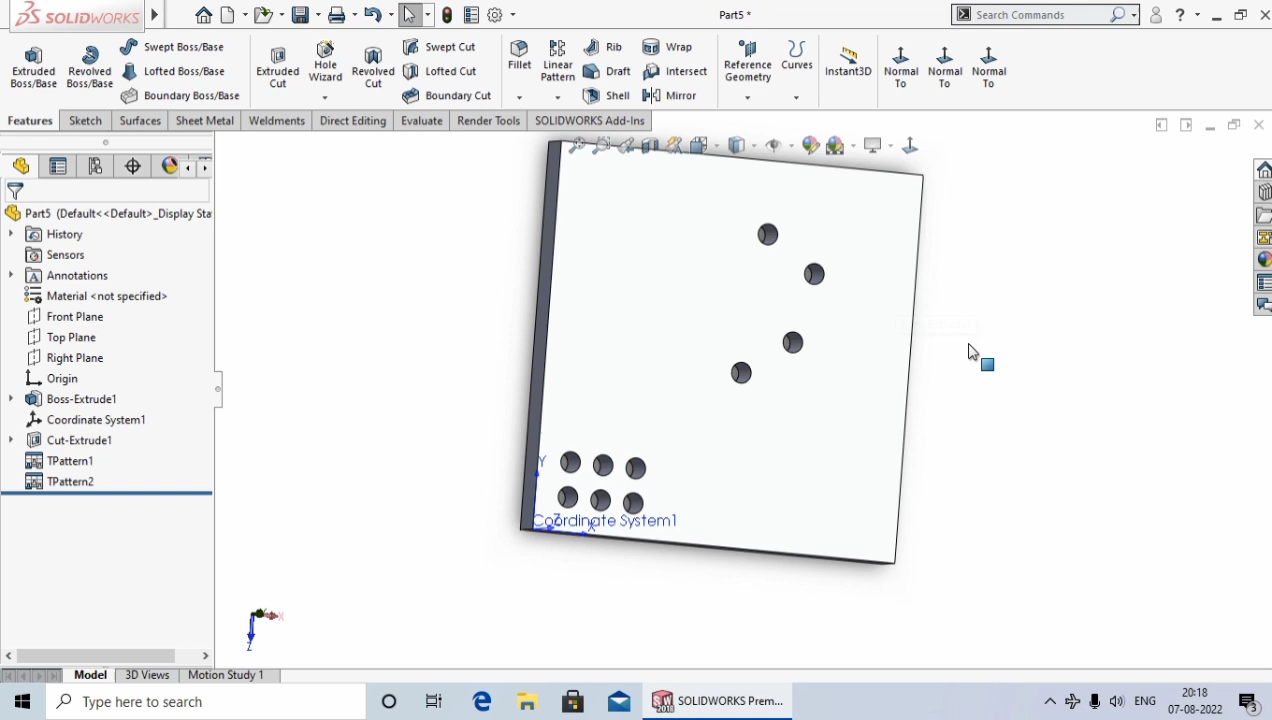 SOLIDWORKS
Part5 *
Search Commands
Extruded Boss/Base
Revolved Boss/Base
Swept Boss/Base
Lofted Boss/Base
Boundary Boss/Base
Extruded Cut
Hole Wizard
Revolved Cut
Swept Cut
Lofted Cut
Boundary Cut
Fillet
Linear Pattern
Rib
Draft
Shell
Wrap
Intersect
Mirror
Reference Geometry
Curves
Instant3D
Normal To
Normal To
Normal To
Features
Sketch
Surfaces
Sheet Metal
Weldments
Direct Editing
Evaluate
Render Tools
SOLIDWORKS Add-Ins
Part5 (Default<<Default>_Display Sta
History
Sensors
Annotations
Material <not specified>
Front Plane
Top Plane
Right Plane
Origin
Boss-Extrude1
Coordinate System1
Cut-Extrude1
TPattern1
TPattern2
Y
Z
X
Coordinate System1
X
Z
Model
3D Views
Motion Study 1
Type here to search
SOLIDWORKS Prem...
ENG
20:18
07-08-2022
3